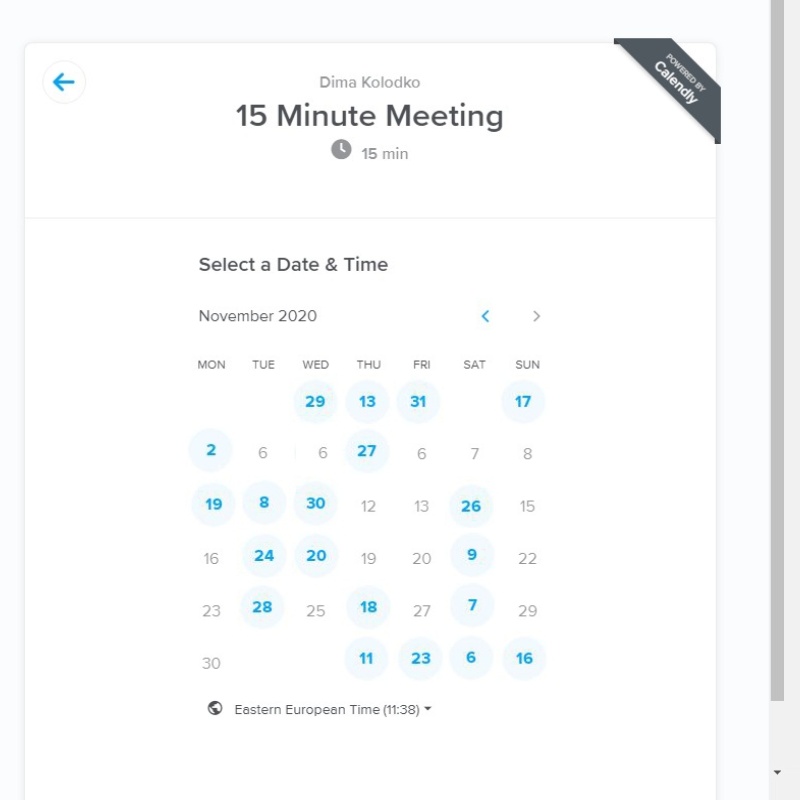 Dima Kolodko
POWERED BY
Calendly
15 Minute Meeting
15 min
Select a Date & Time
November 2020
MON TUE WED THU FRI SAT SUN
29 13 31 17
2 6 6 27 6 7 8
19 8 30 12 13 26 15
16 24 20 19 20 9 22
23 28 25 18 27 7 29
30 11 23 6 16
Eastern European Time (11:38)